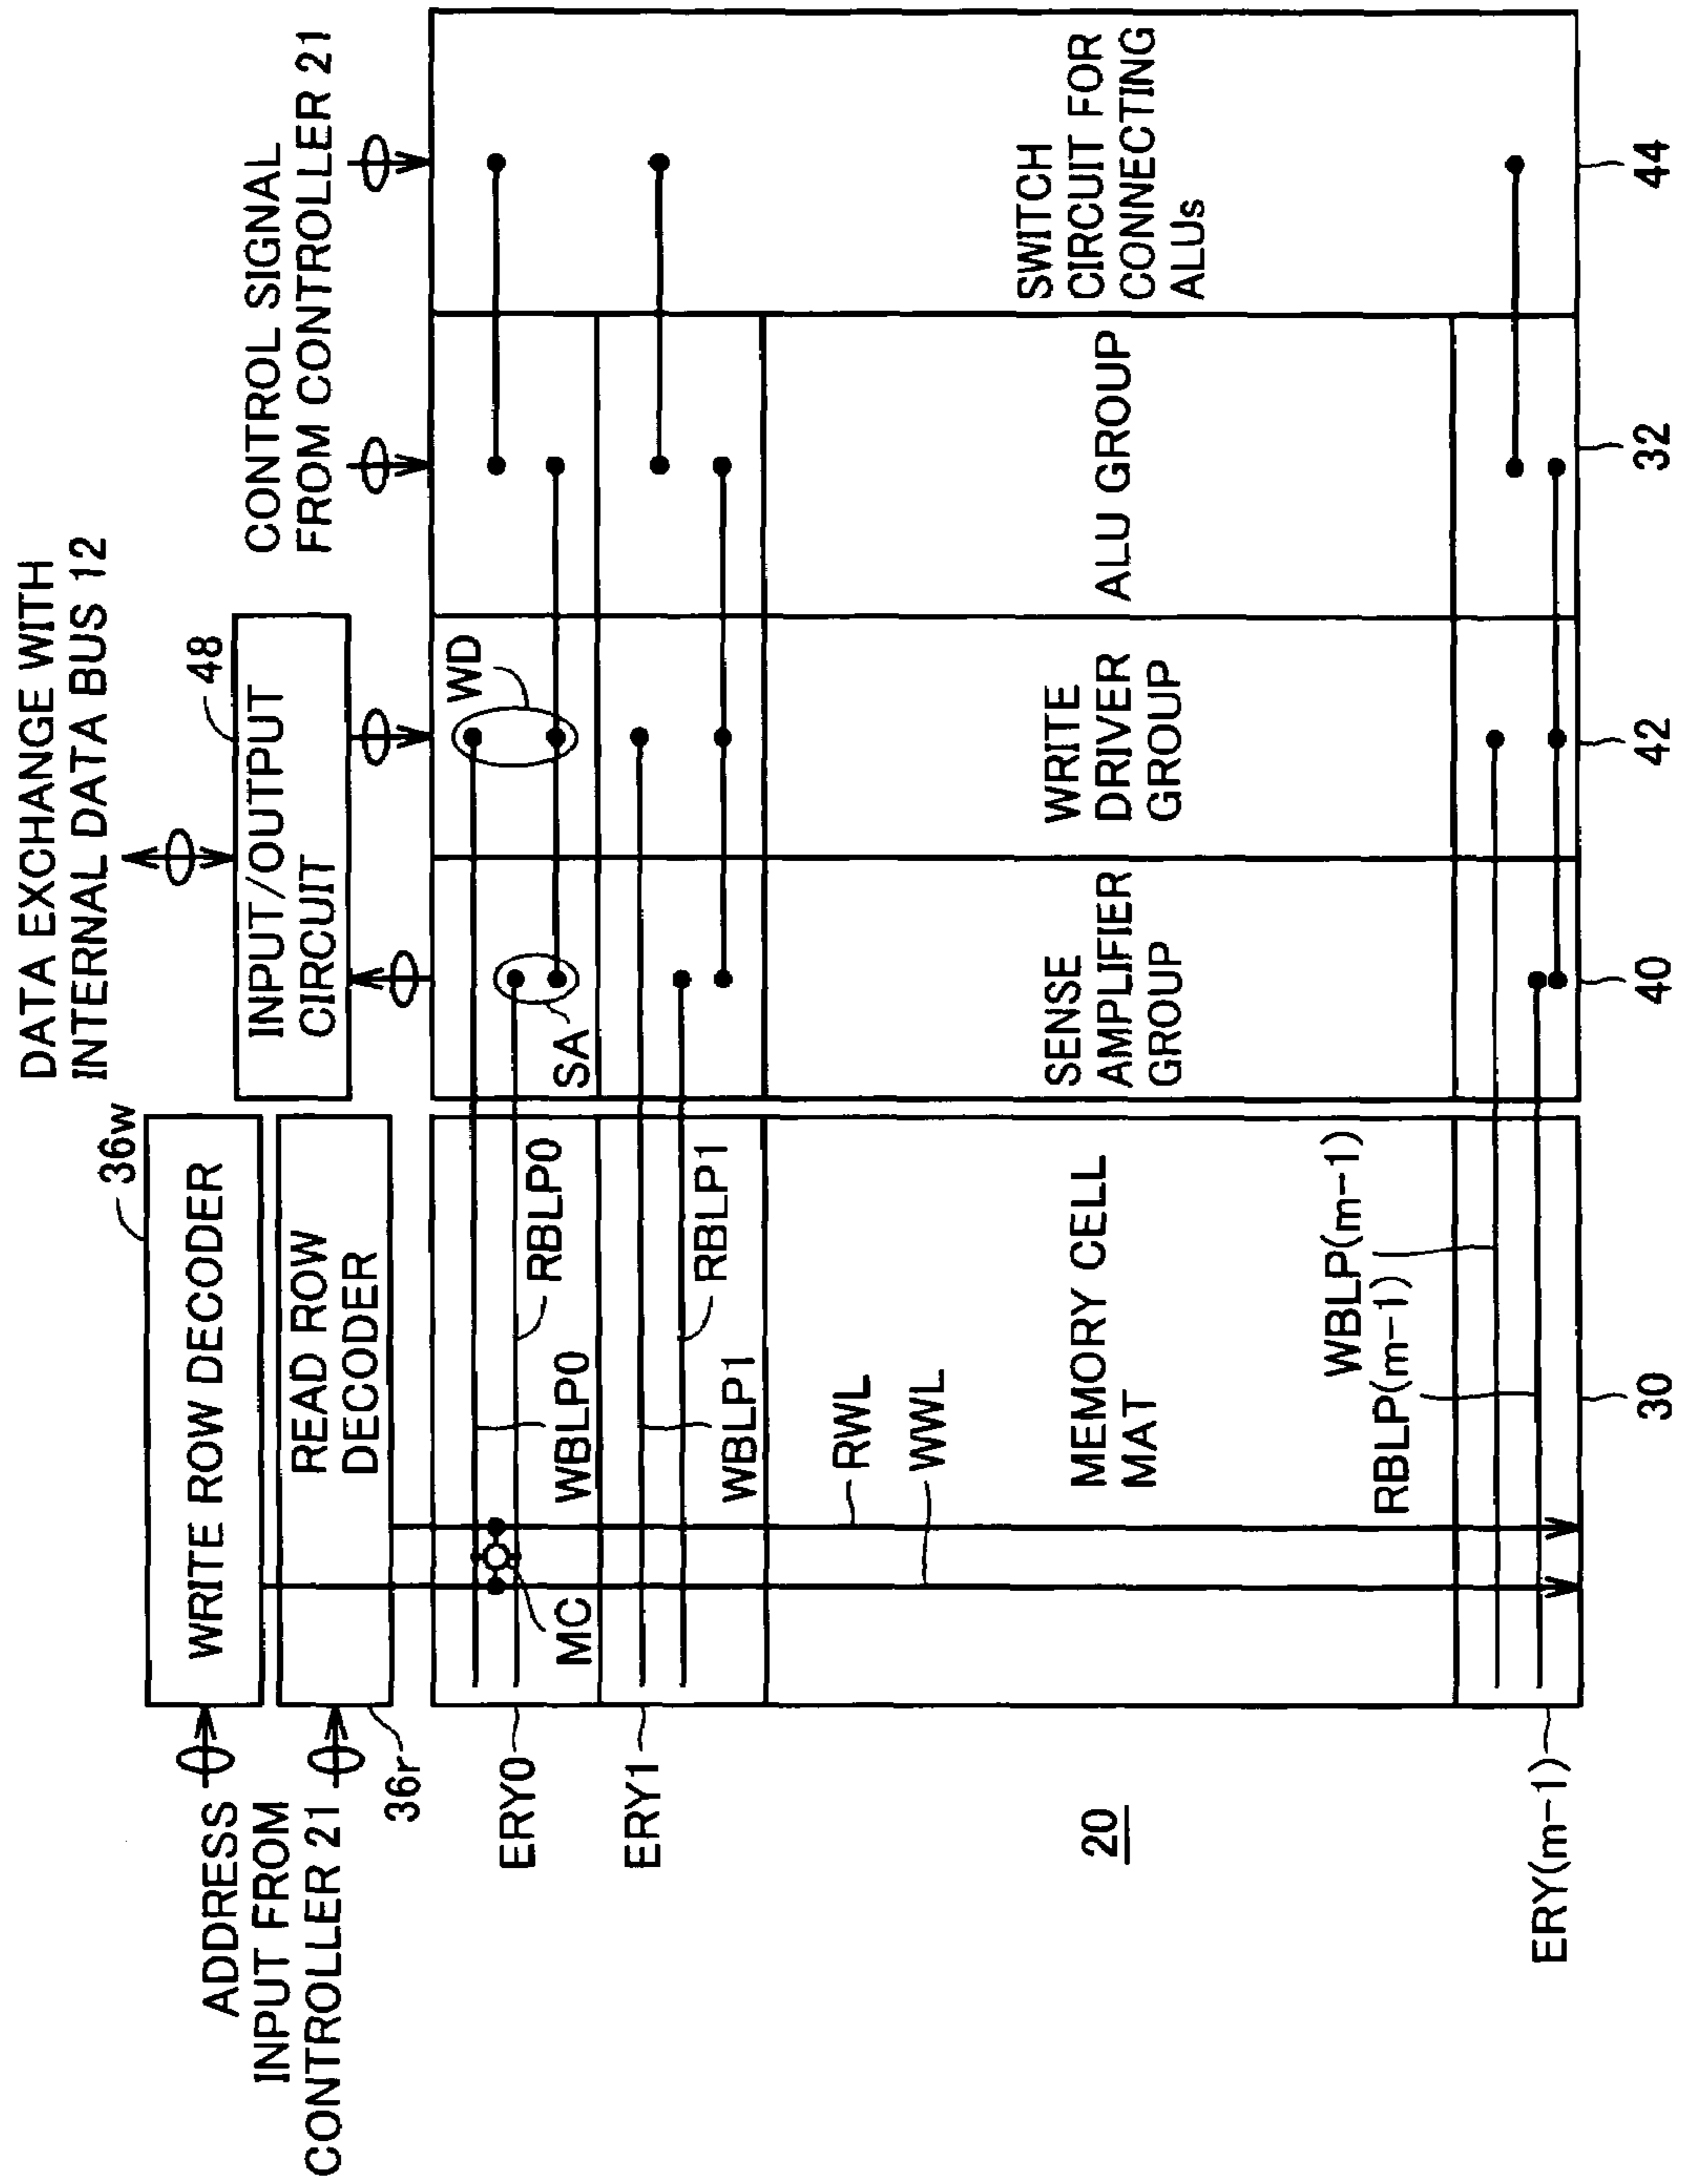 DATA EXCHANGE WITH
INTERNAL DATA BUS 12
36w
48
CONTROL SIGNAL
FROM CONTROLLER 21
ADDRESS
INPUT FROM
CONTROLLER 21
WRITE ROW DECODER
READ ROW
DECODER
36r
INPUT/OUTPUT
CIRCUIT
WD
SA
ERY0
MC
WBLP0
RBLP0
ERY1
WBLP1
RBLP1
RWL
WWL
20
MEMORY CELL
MAT
SENSE
AMPLIFIER
GROUP
WRITE
DRIVER
GROUP
ALU GROUP
SWITCH
CIRCUIT FOR
CONNECTING
ALUs
WBLP(m-1)
RBLP(m-1)
ERY(m-1)
30
40
42
32
44